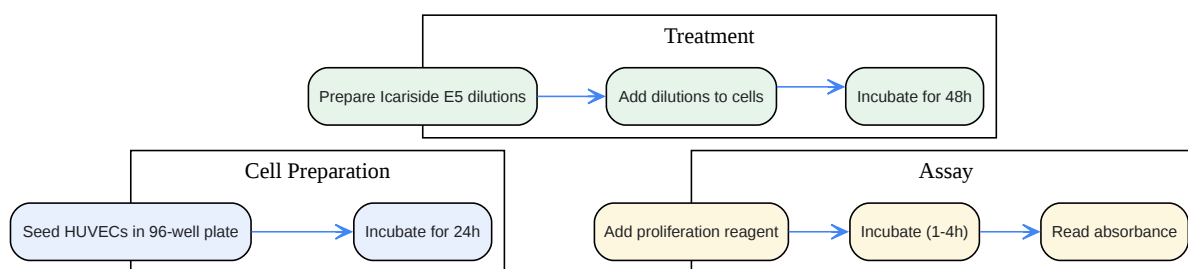 Treatment
Prepare Icariside E5 dilutions
Add dilutions to cells
Incubate for 48h
Cell Preparation
Seed HUVECs in 96-well plate
Incubate for 24h
Assay
Add proliferation reagent
Incubate (1-4h)
Read absorbance